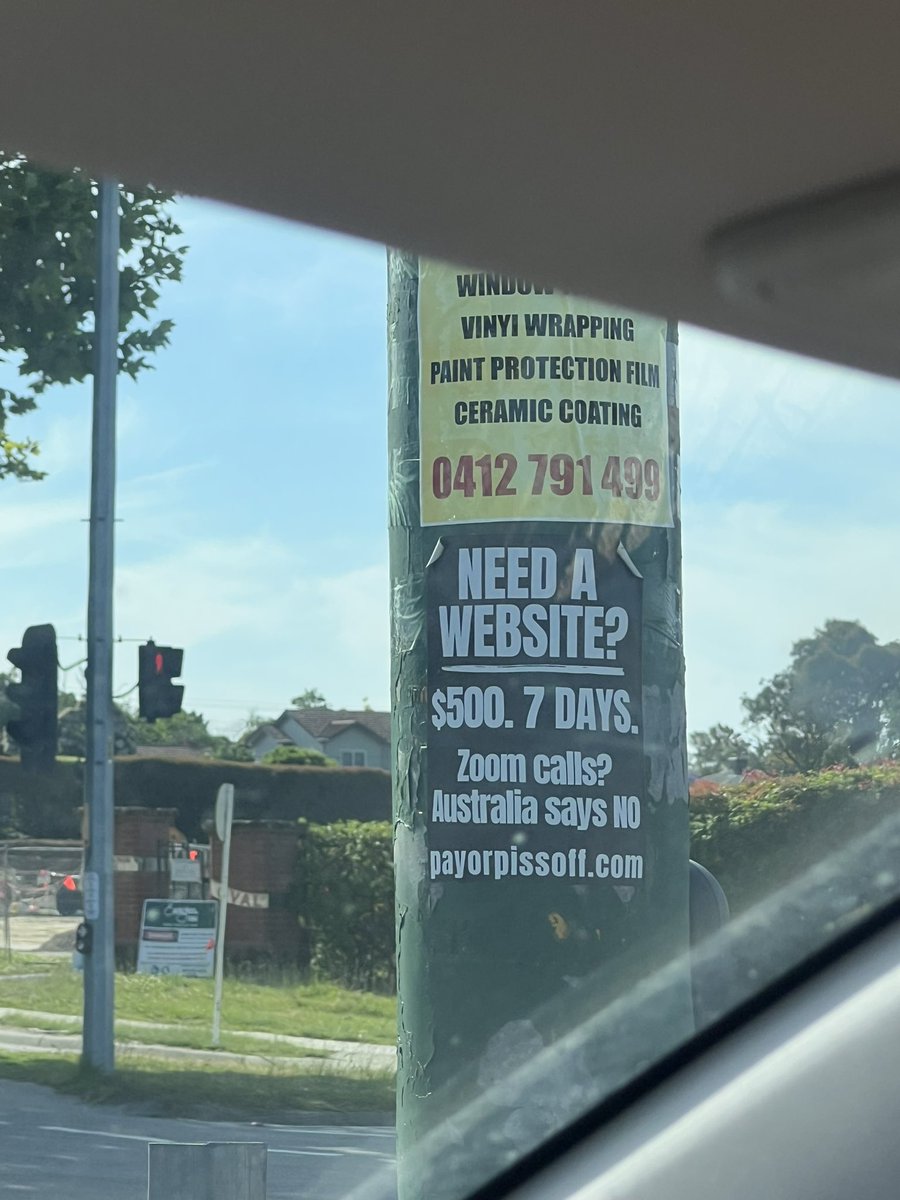 WINDOW
VINYI WRAPPING
PAINT PROTECTION FILM
CERAMIC COATING
0412 791 499
NEED A
WEBSITE?
$500. 7 DAYS.
Zoom calls?
Australia says NO
payorpissoff.com
VAL